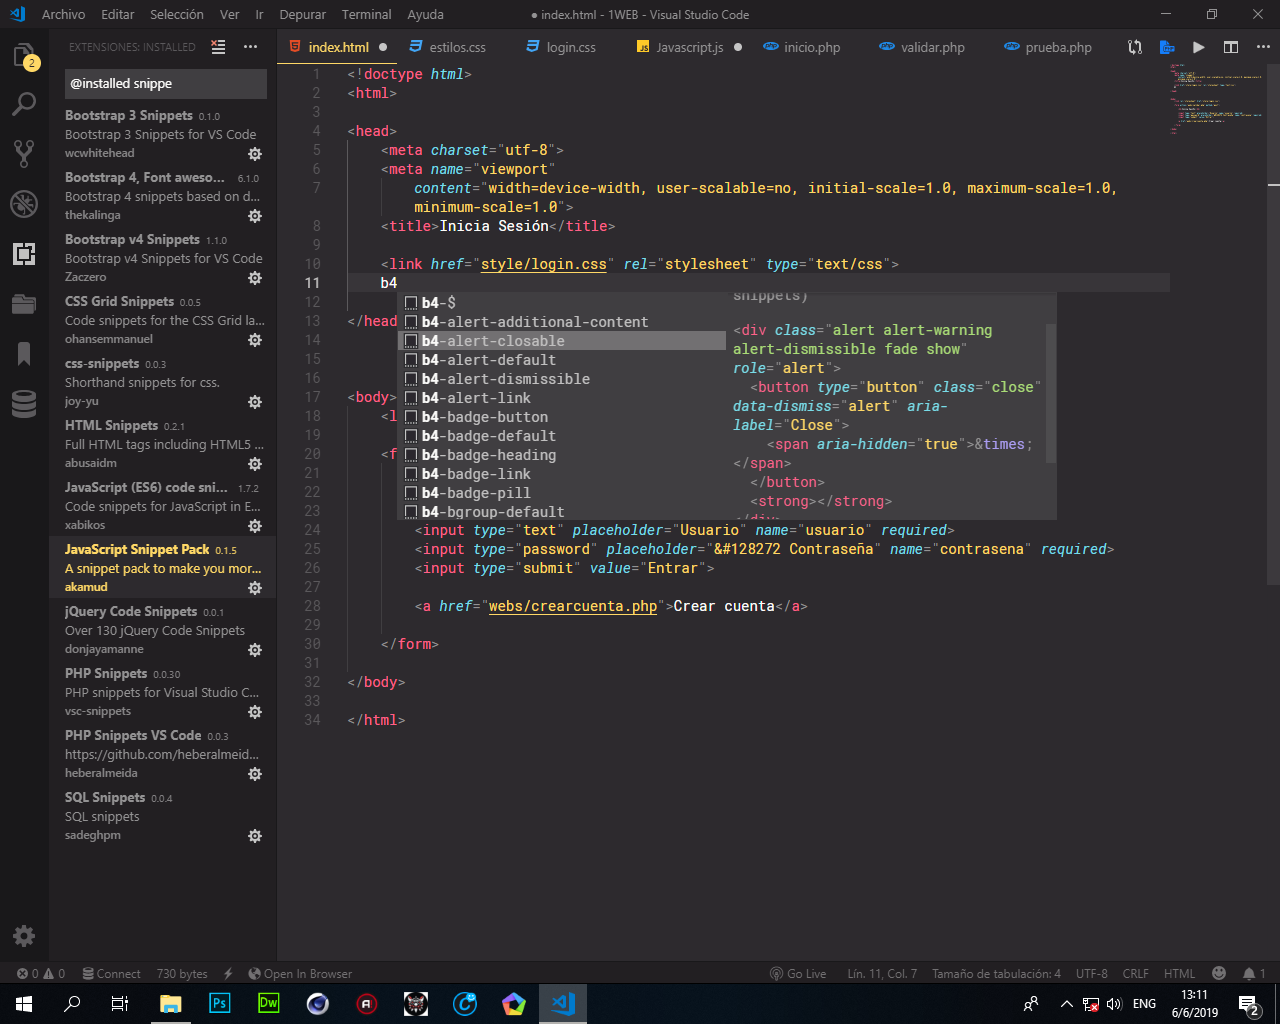 Archivo Editar Selección Ver Ir Depurar Terminal Ayuda
● index.html - 1WEB - Visual Studio Code
EXTENSIONES: INSTALLED
index.html estilos.css login.css Javascript.js inicio.php validar.php prueba.php
2
@installed snippe
Bootstrap 3 Snippets 0.1.0
Bootstrap 3 Snippets for VS Code
wcwhitehead
Bootstrap 4, Font aweso... 6.1.0
Bootstrap 4 snippets based on d...
thekalinga
Bootstrap v4 Snippets 1.1.0
Bootstrap v4 Snippets for VS Code
Zaczero
CSS Grid Snippets 0.0.5
Code snippets for the CSS Grid la...
ohansemmanuel
css-snippets 0.0.3
Shorthand snippets for css.
joy-yu
HTML Snippets 0.2.1
Full HTML tags including HTML5 ...
abusaidm
JavaScript (ES6) code sni... 1.7.2
Code snippets for JavaScript in E...
xabikos
JavaScript Snippet Pack 0.1.5
A snippet pack to make you mor...
akamud
jQuery Code Snippets 0.0.1
Over 130 jQuery Code Snippets
donjayamanne
PHP Snippets 0.0.30
PHP snippets for Visual Studio C...
vsc-snippets
PHP Snippets VS Code 0.0.3
https://github.com/heberalmeid...
heberalmeida
SQL Snippets 0.0.4
SQL snippets
sadeghpm
1 <!doctype html>
2 <html>
3
4 <head>
5 <meta charset="utf-8">
6 <meta name="viewport"
7 content="width=device-width, user-scalable=no, initial-scale=1.0, maximum-scale=1.0,
minimum-scale=1.0">
8 <title>Inicia Sesión</title>
9
10 <link href="style/login.css" rel="stylesheet" type="text/css">
11 b4
12
13 </head
14
15
16
17 <body>
18 <l
19
20 <f
21
22
23
b4-$
b4-alert-additional-content
b4-alert-closable
b4-alert-default
b4-alert-dismissible
b4-alert-link
b4-badge-button
b4-badge-default
b4-badge-heading
b4-badge-link
b4-badge-pill
b4-bgroup-default
snippets)
<div class="alert alert-warning
alert-dismissible fade show"
role="alert">
<button type="button" class="close"
data-dismiss="alert" aria-
label="Close">
<span aria-hidden="true">&times;
</span>
</button>
<strong></strong>
</div>
24 <input type="text" placeholder="Usuario" name="usuario" required>
25 <input type="password" placeholder="&#128272 Contraseña" name="contrasena" required>
26 <input type="submit" value="Entrar">
27
28 <a href="webs/crearcuenta.php">Crear cuenta</a>
29
30 </form>
31
32 </body>
33
34 </html>
0 0 Connect 730 bytes Open In Browser Go Live Lín. 11, Col. 7 Tamaño de tabulación: 4 UTF-8 CRLF HTML 1
Ps Dw ENG 13:11
6/6/2019 2